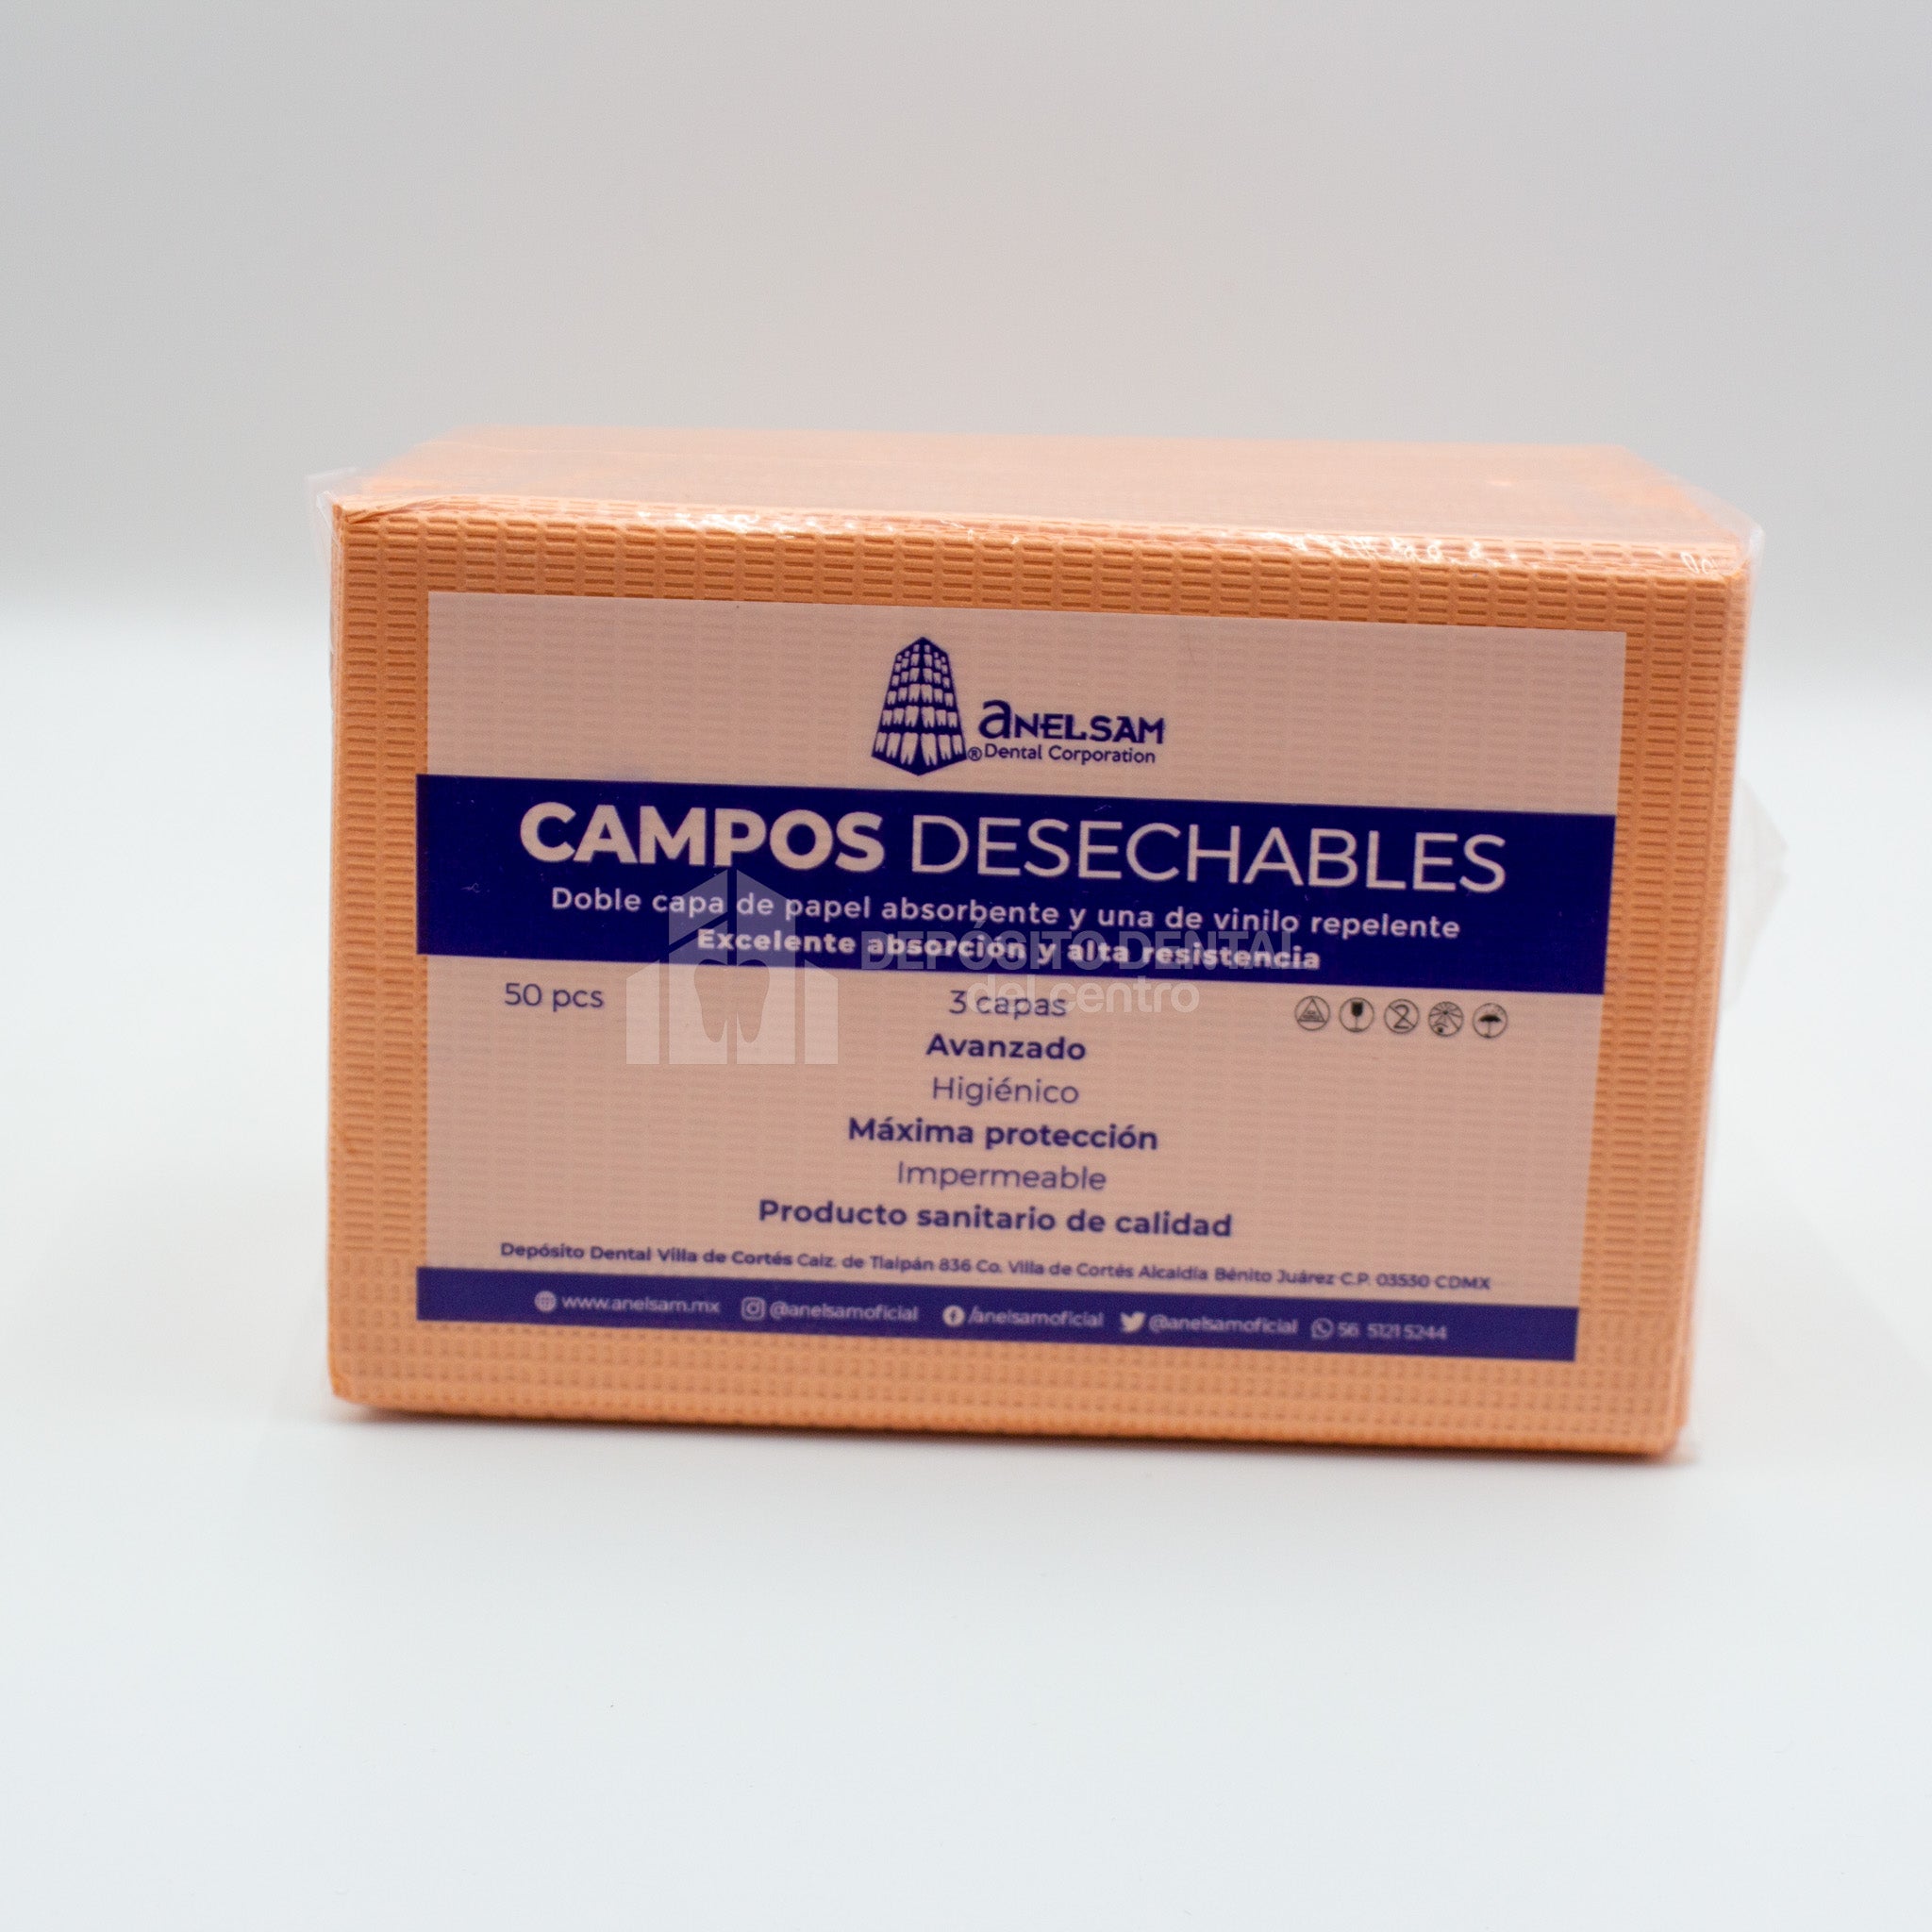 ANELSAM
® Dental Corporation
CAMPOS DESECHABLES
Doble capa de papel absorbente y una de vinilo repelente
Excelente absorción y alta resistencia
DEPÓSITO DENTAL
del centro
50 pcs
3 capas
Avanzado
Higiénico
Máxima protección
Impermeable
Producto sanitario de calidad
Depósito Dental Villa de Cortés Calz. de Tlalpán 836 Co. Villa de Cortés Alcaldía Bénito Juárez C.P. 03530 CDMX
www.anelsam.mx @anelsamoficial /anelsamoficial @anelsamoficial 56 5121 5244